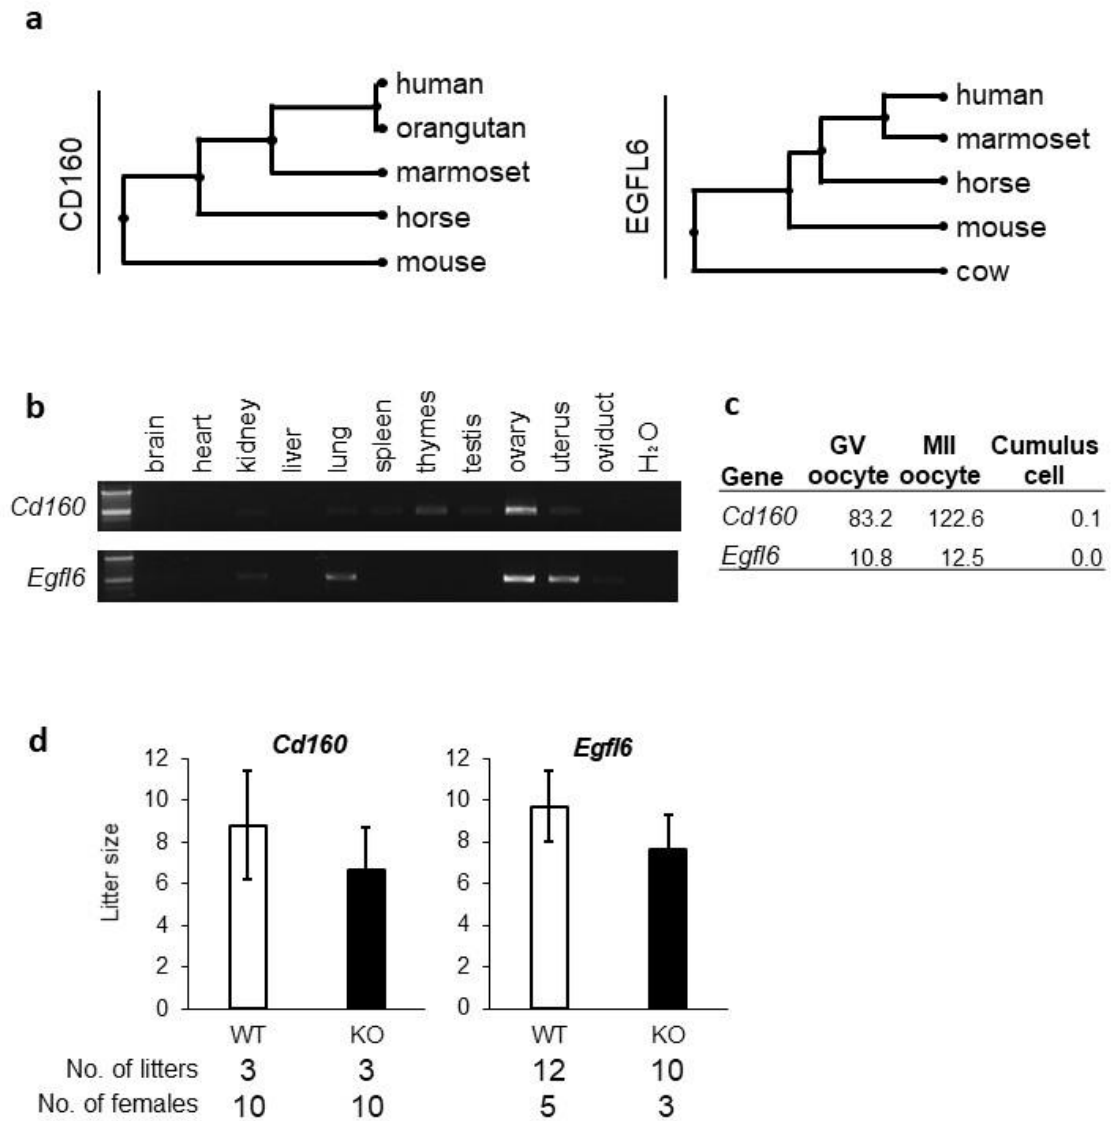 a
CD160
human
orangutan
marmoset
horse
mouse
EGFL6
human
marmoset
horse
mouse
cow
b
brain heart kidney liver lung spleen thymes testis ovary uterus oviduct H₂O
Cd160
Egfl6
c
Gene GV oocyte MII oocyte Cumulus cell
Cd160 83.2 122.6 0.1
Egfl6 10.8 12.5 0.0
d
Cd160
Litter size
12
10
8
6
4
2
0
WT KO
Egfl6
12
10
8
6
4
2
0
WT KO
No. of litters 3 3 12 10
No. of females 10 10 5 3